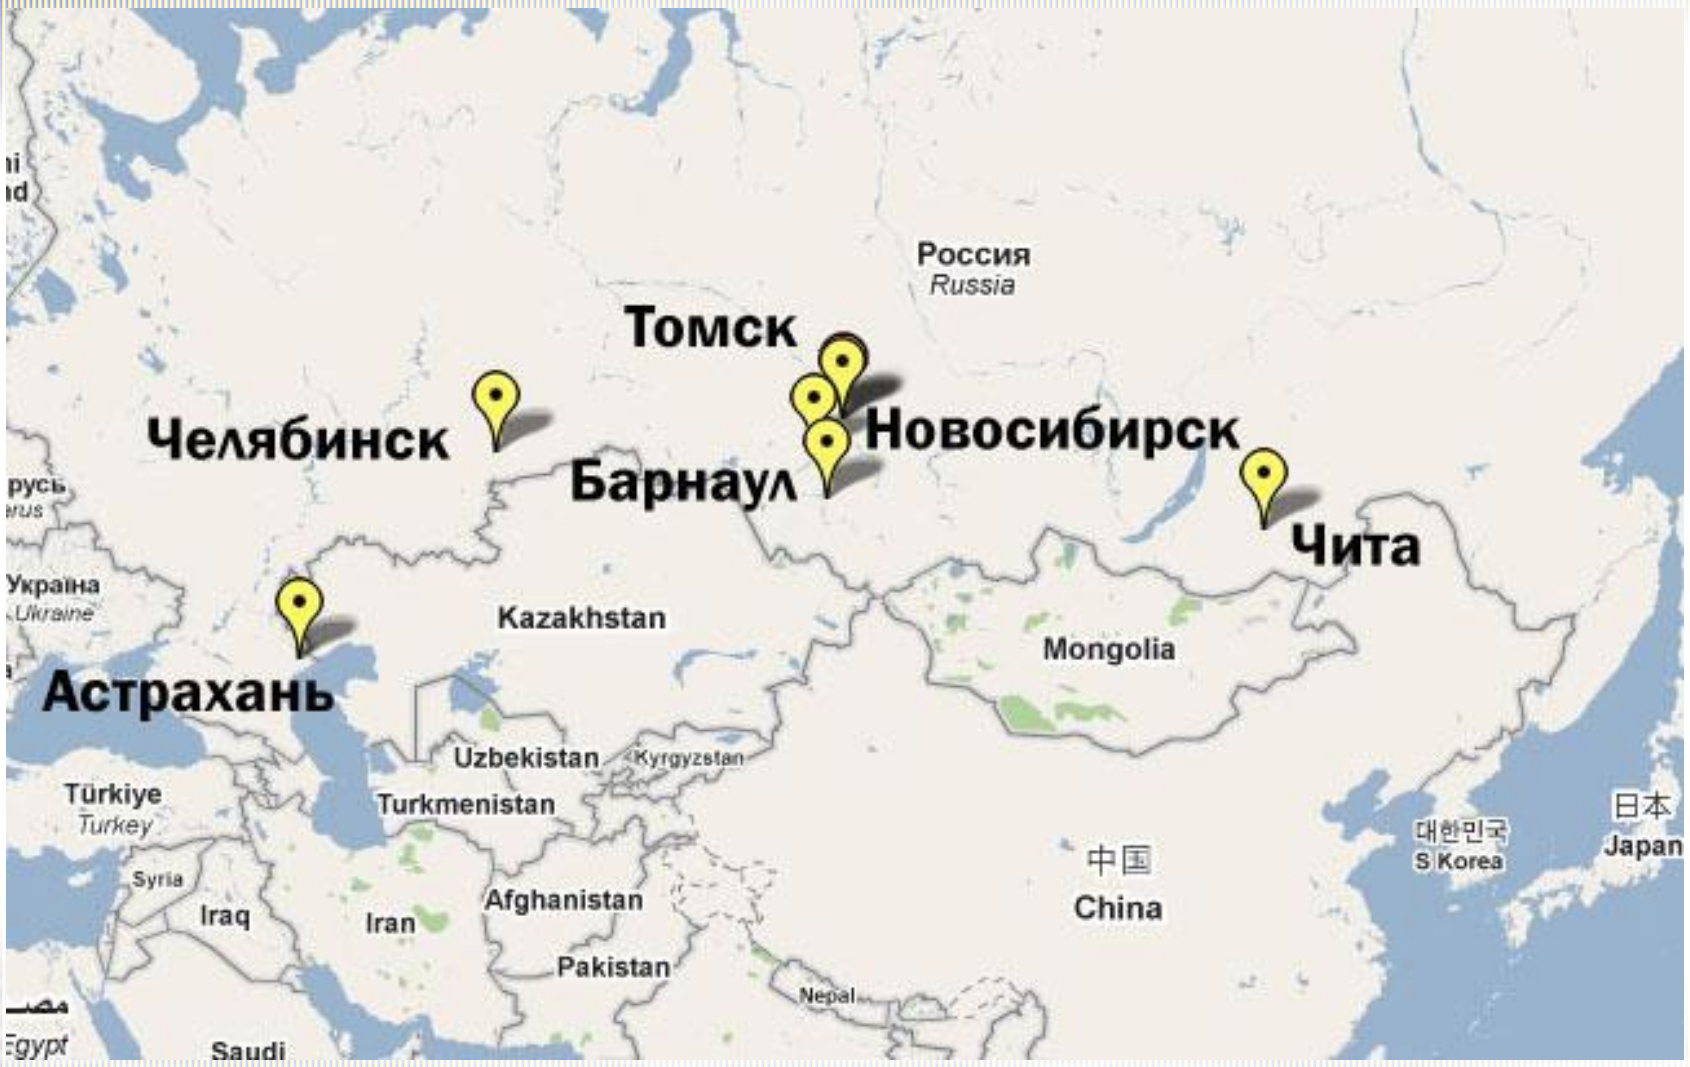 Россия
Russia
Томск
Челябинск
Новосибирск
Барнаул
Чита
Астрахань
русь
Україна
Ukraine
Kazakhstan
Mongolia
Uzbekistan
Kyrgyzstan
Turkmenistan
Türkiye
Turkey
Syria
Iraq
Iran
Afghanistan
Pakistan
Nepal
中国
China
대한민국
S Korea
日本
Japan
Egypt
Saudi